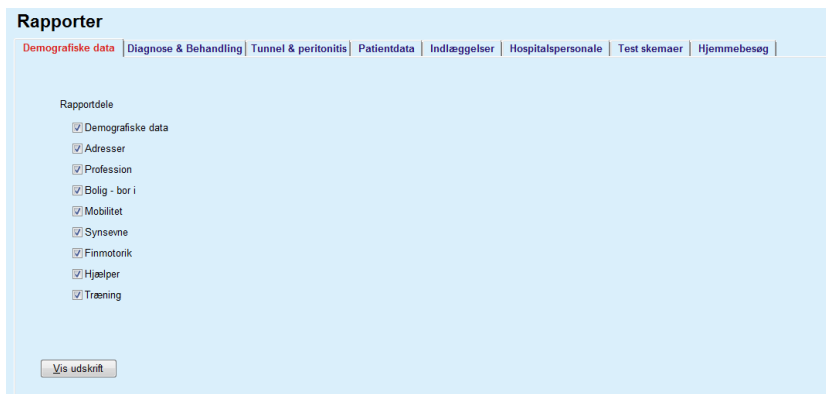 Rapporter
Demografiske data Diagnose & Behandling Tunnel & peritonitis Patientdata Indlæggelser Hospitalspersonale Test skemaer Hjemmebesøg
Rapportdele
Demografiske data
Adresser
Profession
Bolig - bor i
Mobilitet
Synsevne
Finmotorik
Hjælper
Træning
Vis udskrift